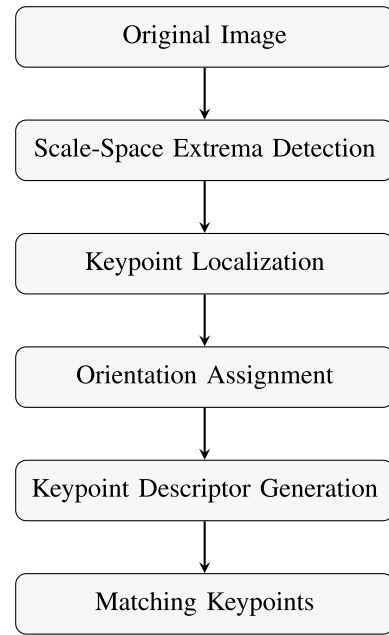 Original Image
Scale-Space Extrema Detection
Keypoint Localization
Orientation Assignment
Keypoint Descriptor Generation
Matching Keypoints